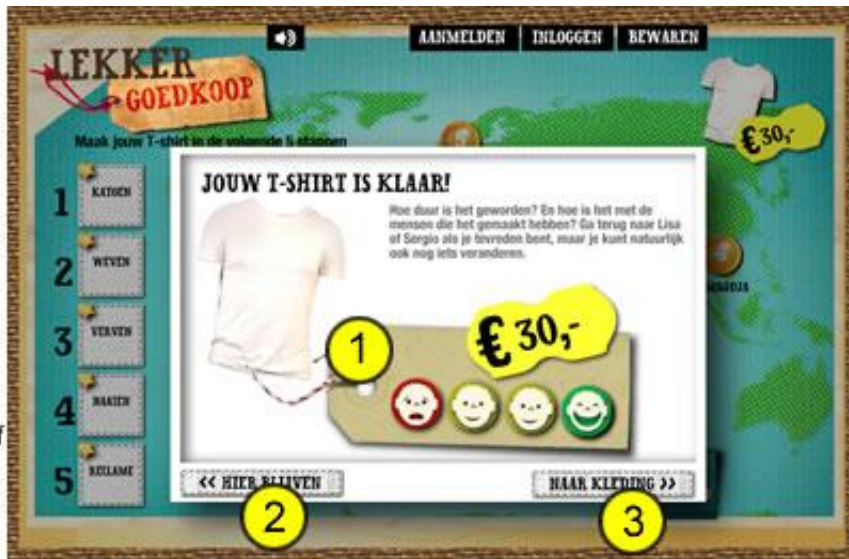 AANMELDEN INLOGGEN BEWAREN
LEKKER
GOEDKOOP
€ 30,-
Maak jouw T-shirt in de volgende 5 stappen
JOUW T-SHIRT IS KLAAR!
Hoe duur is het geworden? En hoe is het met de
mensen die het gemaakt hebben? Ga terug naar Lisa
of Sergio als je tevreden bent, maar je kunt natuurlijk
ook nog iets veranderen.
1 KATOEN
2 WEVEN
3 VERVEN
4 NAAIEN
5 RECLAME
1
€ 30,-
f
<< HIER BLIJVEN
NAAR KLEDING >>
2
3